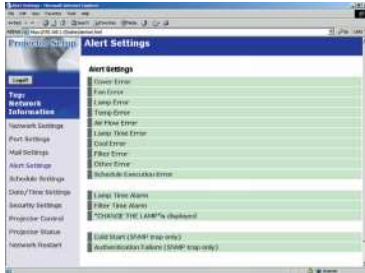 Projector Setup
Alert Settings
Logoff
Top:
Network
Information
Network Settings
Port Settings
Mail Settings
Alert Settings
Schedule Settings
Date/Time Settings
Security Settings
Projector Control
Projector Status
Network Restart
Alert Settings
Cover Error
Fan Error
Lamp Error
Temp Error
Air Flow Error
Lamp Time Error
Cool Error
Filter Error
Other Error
Schedule Execution Error
Lamp Time Alarm
Filter Time Alarm
"CHANGE THE LAMP"is displayed
Cold Start (SNMP trap only)
Authentication Failure (SNMP trap only)